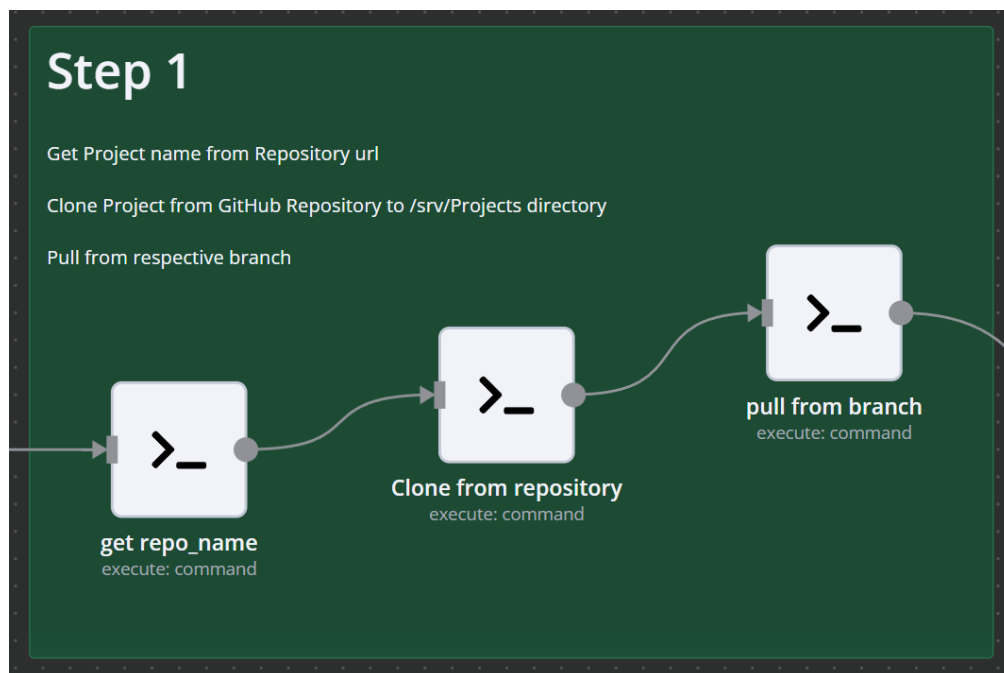 Step 1
Get Project name from Repository url
Clone Project from GitHub Repository to /srv/Projects directory
Pull from respective branch
pull from branch
execute: command
Clone from repository
execute: command
get repo_name
execute: command